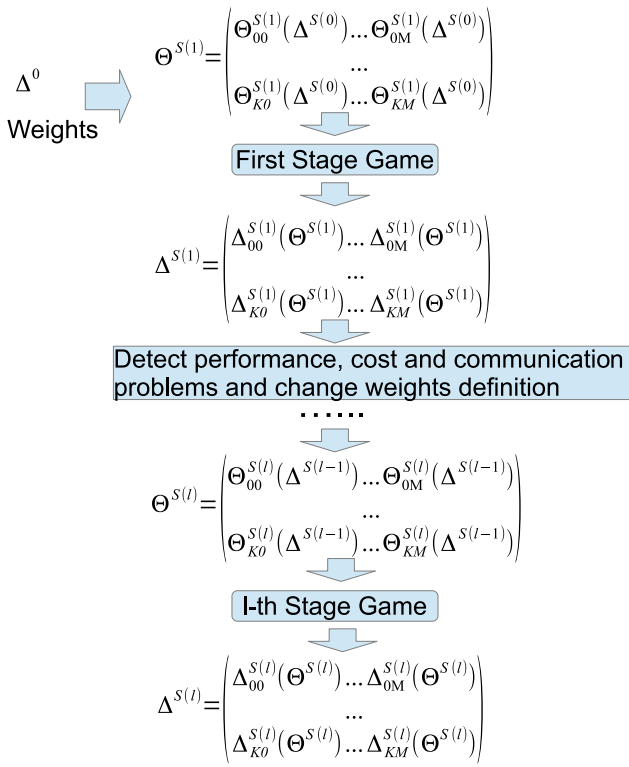 Δ^0
Weights
Θ^{S(1)} = ( Θ_{00}^{S(1)}(Δ^{S(0)}) ... Θ_{0M}^{S(1)}(Δ^{S(0)})
...
Θ_{K0}^{S(1)}(Δ^{S(0)}) ... Θ_{KM}^{S(1)}(Δ^{S(0)}) )
First Stage Game
Δ^{S(1)} = ( Δ_{00}^{S(1)}(Θ^{S(1)}) ... Δ_{0M}^{S(1)}(Θ^{S(1)})
...
Δ_{K0}^{S(1)}(Θ^{S(1)}) ... Δ_{KM}^{S(1)}(Θ^{S(1)}) )
Detect performance, cost and communication
problems and change weights definition
......
Θ^{S(l)} = ( Θ_{00}^{S(l)}(Δ^{S(l-1)}) ... Θ_{0M}^{S(l)}(Δ^{S(l-1)})
...
Θ_{K0}^{S(l)}(Δ^{S(l-1)}) ... Θ_{KM}^{S(l)}(Δ^{S(l-1)}) )
l-th Stage Game
Δ^{S(l)} = ( Δ_{00}^{S(l)}(Θ^{S(l)}) ... Δ_{0M}^{S(l)}(Θ^{S(l)})
...
Δ_{K0}^{S(l)}(Θ^{S(l)}) ... Δ_{KM}^{S(l)}(Θ^{S(l)}) )